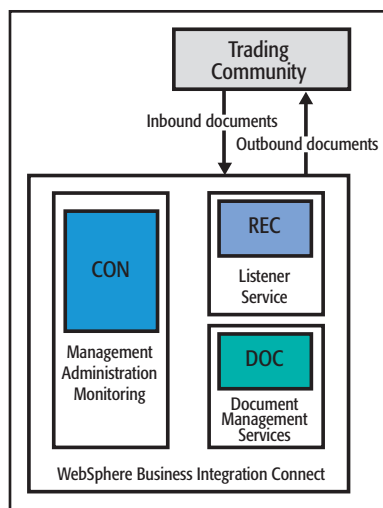 Trading
Community
Inbound documents
Outbound documents
CON
Management
Administration
Monitoring
REC
Listener
Service
DOC
Document
Management
Services
WebSphere Business Integration Connect